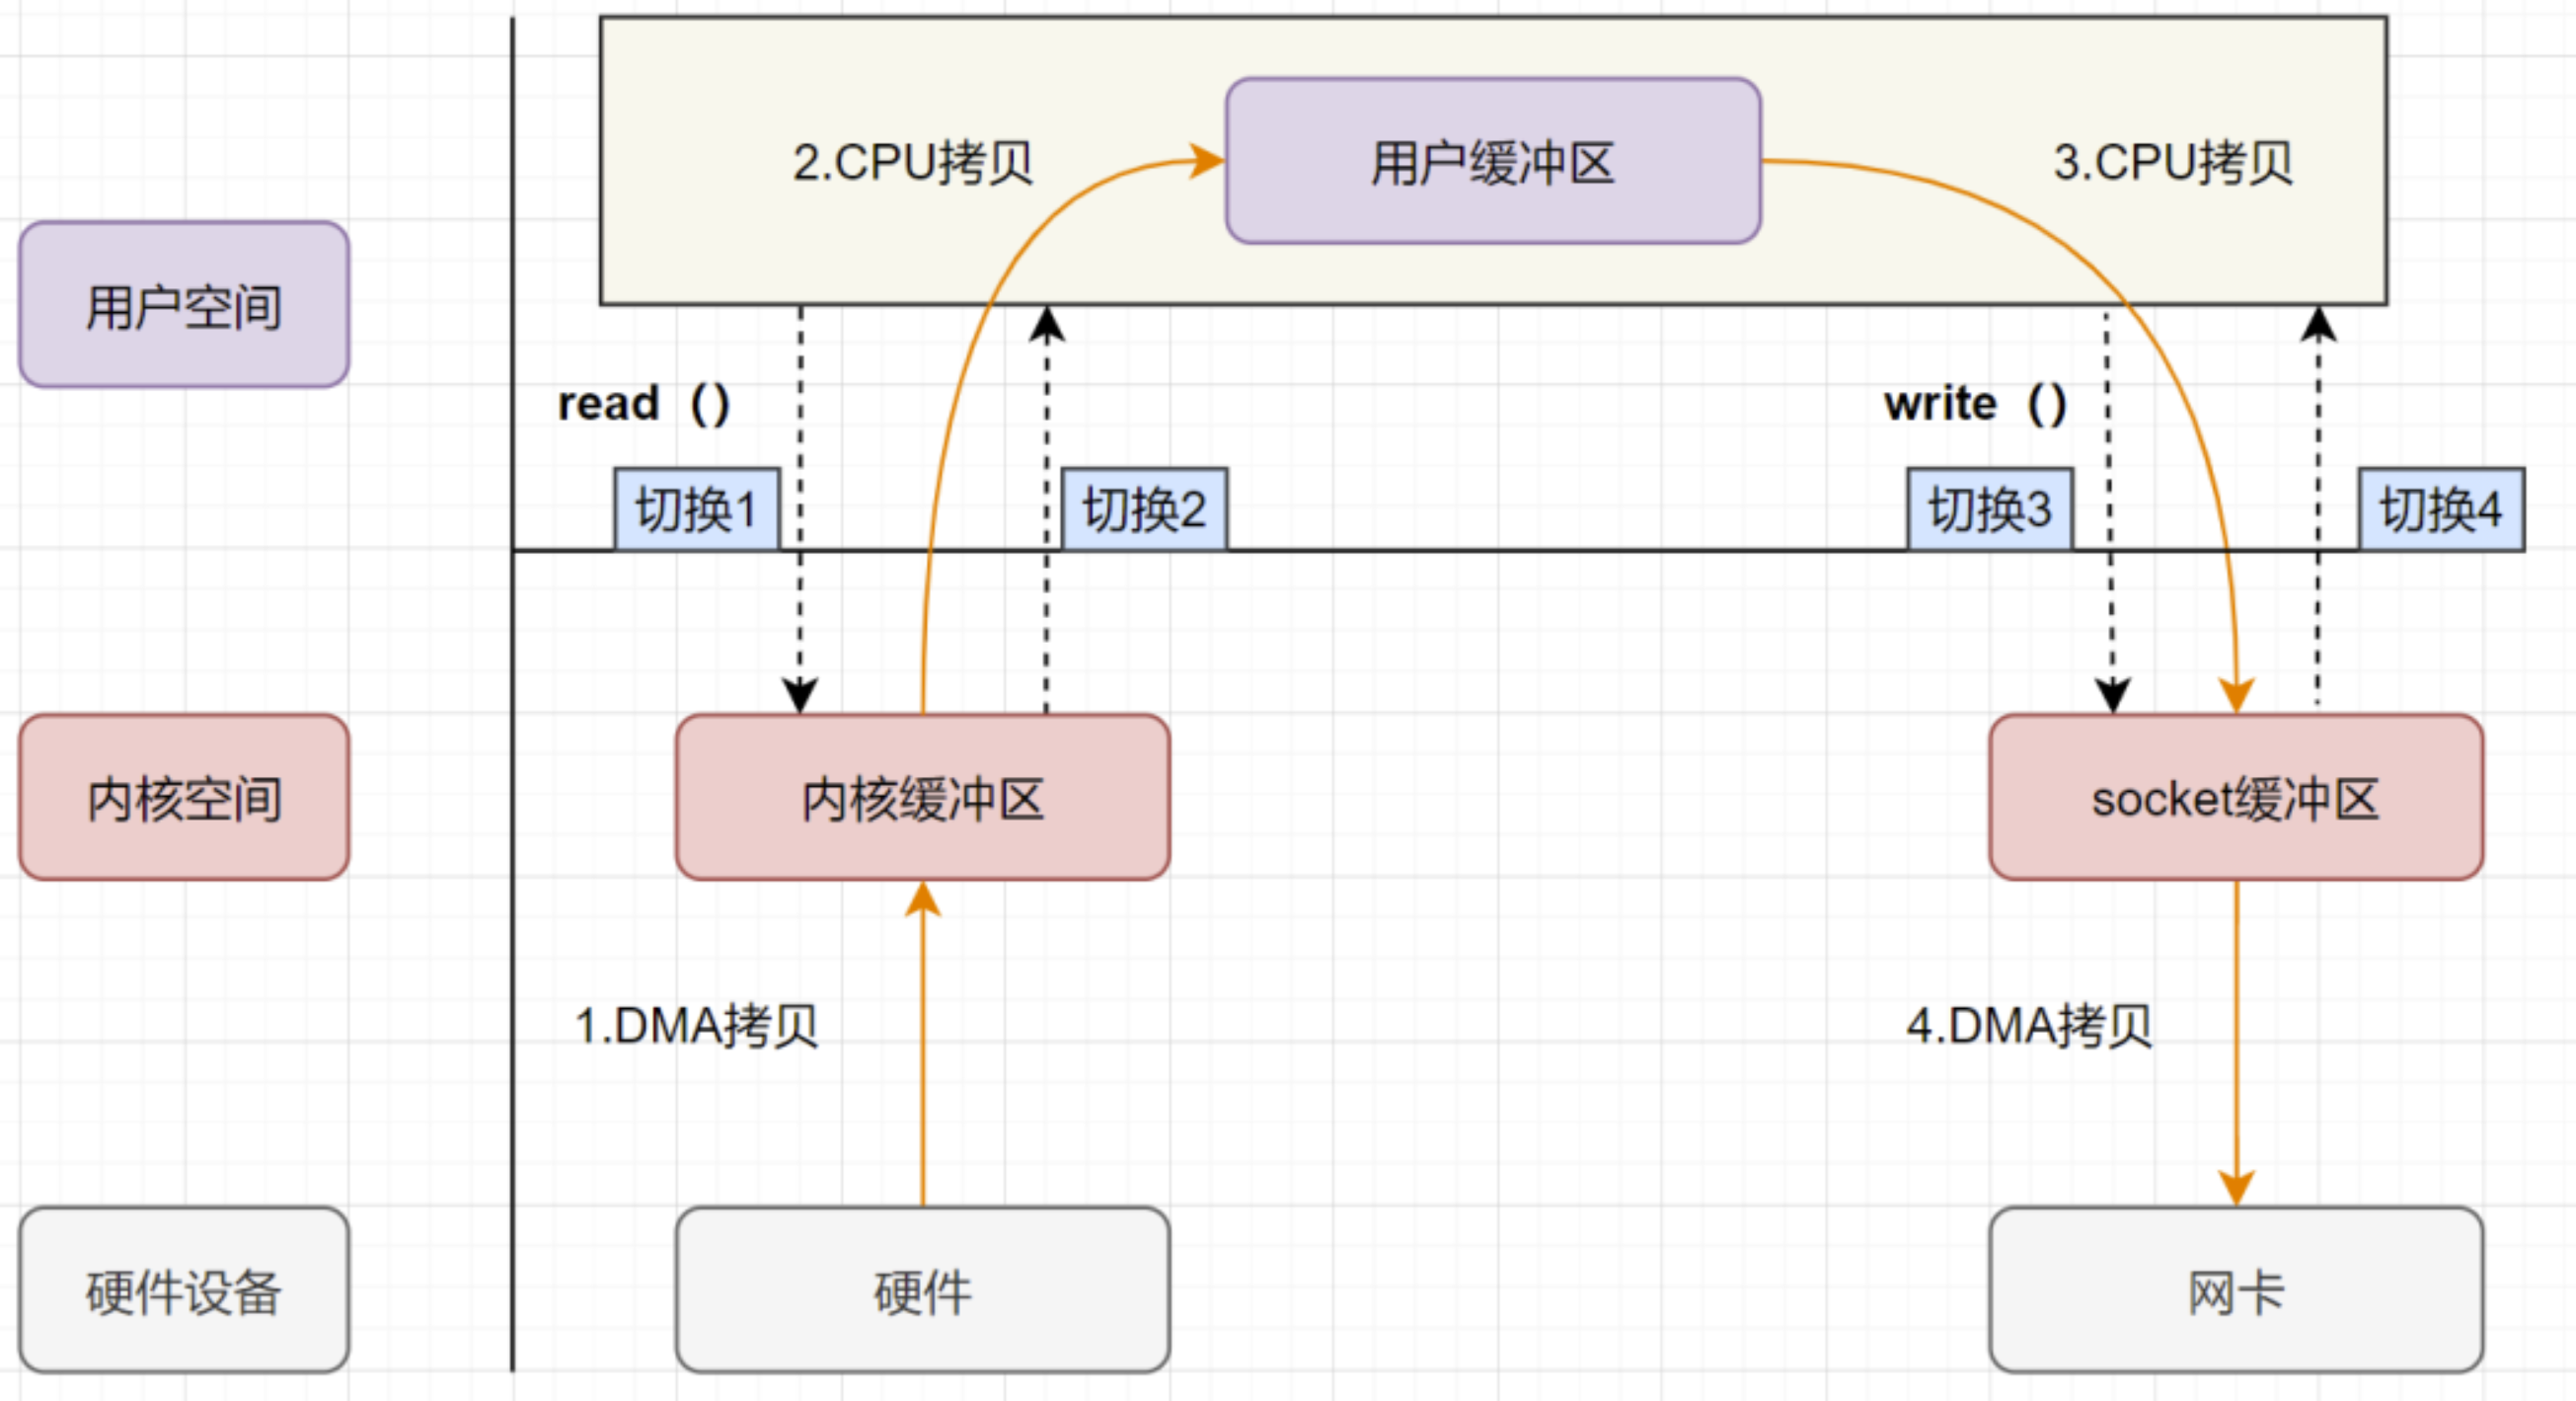 2.CPU拷贝
用户缓冲区
3.CPU拷贝
用户空间
read（）
write（）
切换1
切换2
切换3
切换4
内核空间
内核缓冲区
socket缓冲区
1.DMA拷贝
4.DMA拷贝
硬件设备
硬件
网卡